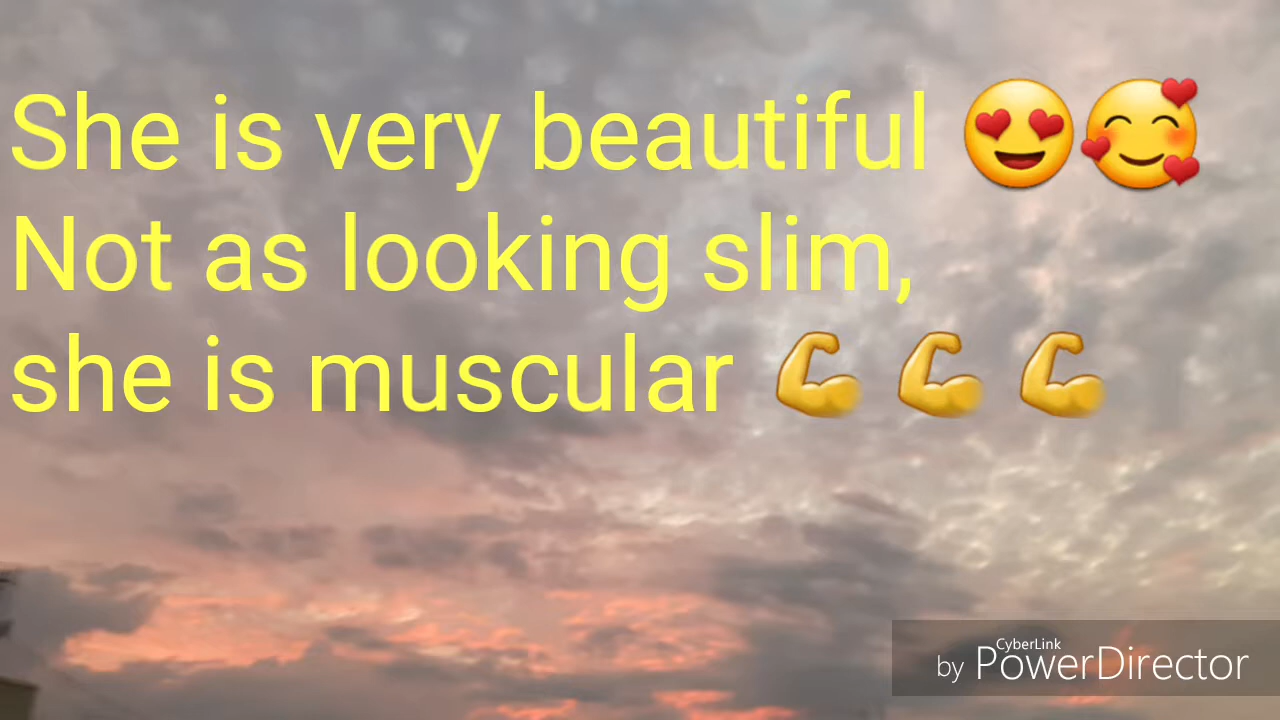 She is very beautiful 😍🥰
Not as looking slim,
she is muscular 💪 💪 💪
CyberLink
by PowerDirector